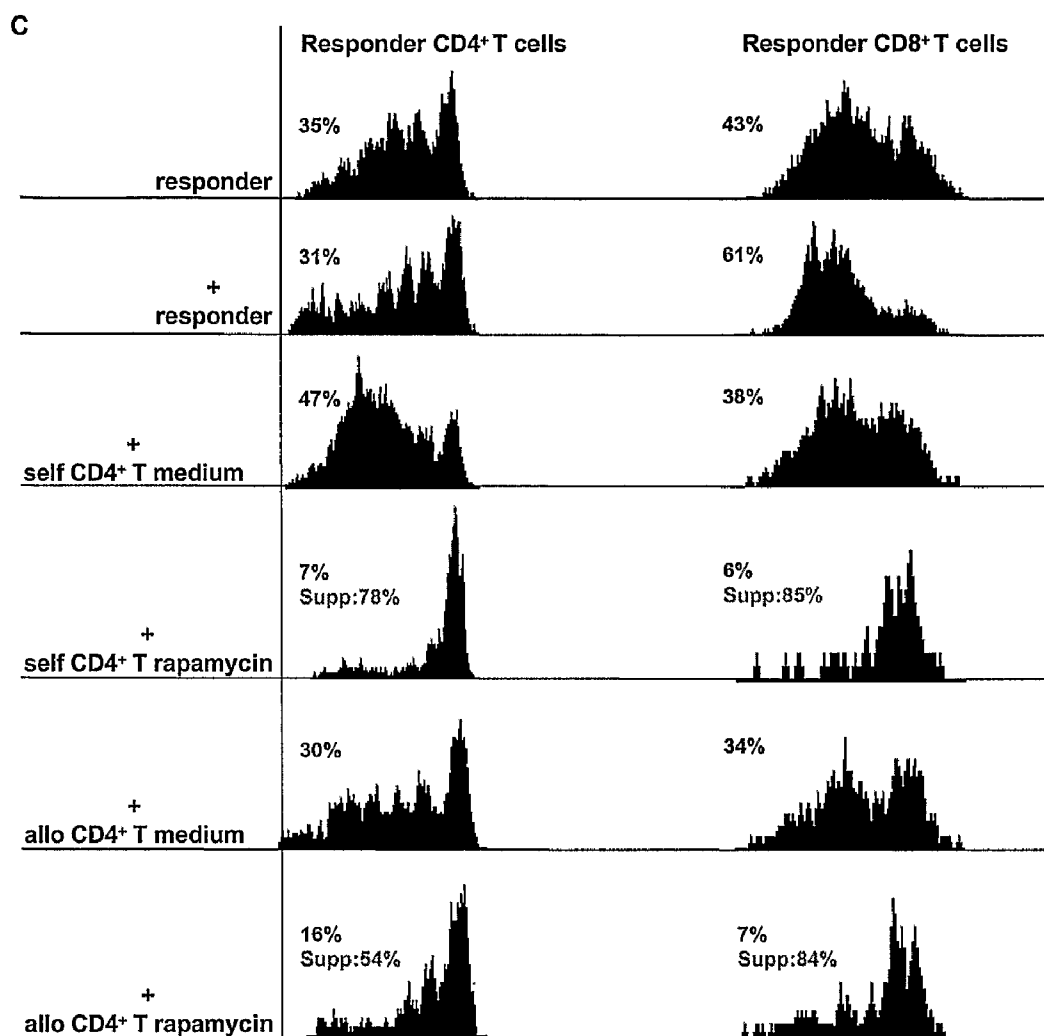 C
Responder CD4+ T cells Responder CD8+ T cells
35% 43%
responder
31% 61%
+
responder
47% 38%
+
self CD4+ T medium
7% 6%
Supp:78% Supp:85%
+
self CD4+ T rapamycin
30% 34%
+
allo CD4+ T medium
16% 7%
Supp:54% Supp:84%
+
allo CD4+ T rapamycin